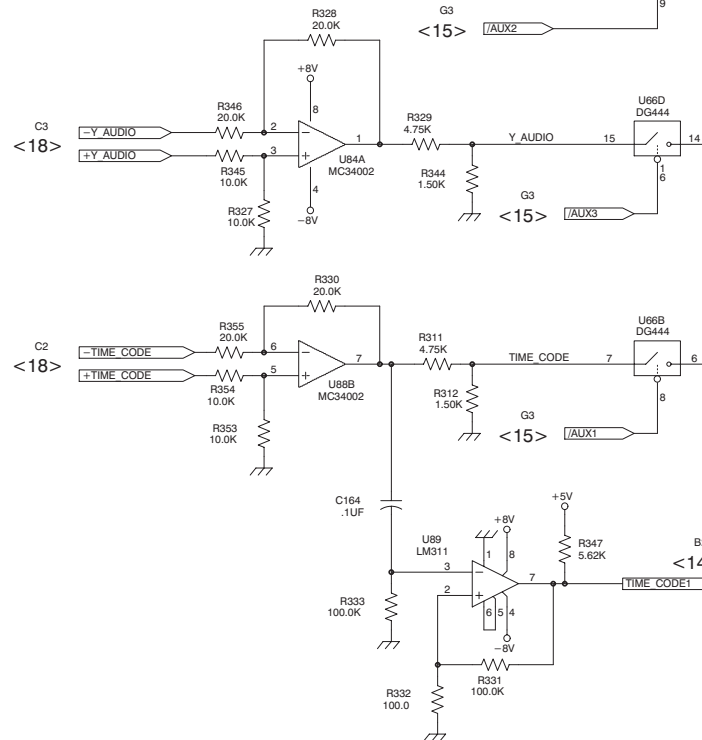 R328
20.0K
G3
<15>
/AUX2
9
+8V
8
C3
<18>
−Y_AUDIO
+Y_AUDIO
R346
20.0K
2
−
3
+
1
R345
10.0K
U84A
MC34002
4
−8V
R327
10.0K
R329
4.75K
Y_AUDIO
15
U66D
DG444
14
1
6
R344
1.50K
G3
<15>
/AUX3
R330
20.0K
C2
<18>
−TIME_CODE
+TIME_CODE
R355
20.0K
6
−
5
+
7
R354
10.0K
U88B
MC34002
R353
10.0K
R311
4.75K
TIME_CODE
7
U66B
DG444
6
8
R312
1.50K
G3
<15>
/AUX1
C164
.1UF
U89
LM311
+8V
+5V
1
8
R347
5.62K
3
−
2
+
7
6
5
4
−8V
TIME_CODE1
<14
R333
100.0K
R331
100.0K
R332
100.0